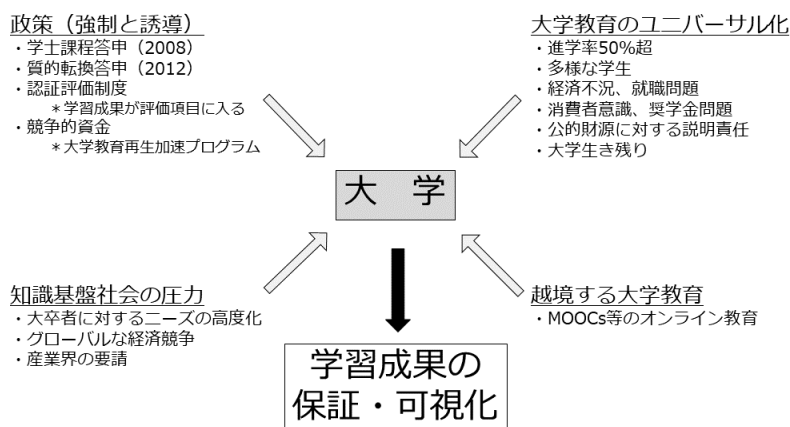 政策（強制と誘導）
・学士課程答申（2008）
・質的転換答申（2012）
・認証評価制度
＊学習成果が評価項目に入る
・競争的資金
＊大学教育再生加速プログラム
大学教育のユニバーサル化
・進学率50％超
・多様な学生
・経済不況、就職問題
・消費者意識、奨学金問題
・公的財源に対する説明責任
・大学生き残り
大　学
知識基盤社会の圧力
・大卒者に対するニーズの高度化
・グローバルな経済競争
・産業界の要請
越境する大学教育
・MOOCs等のオンライン教育
学習成果の
保証・可視化